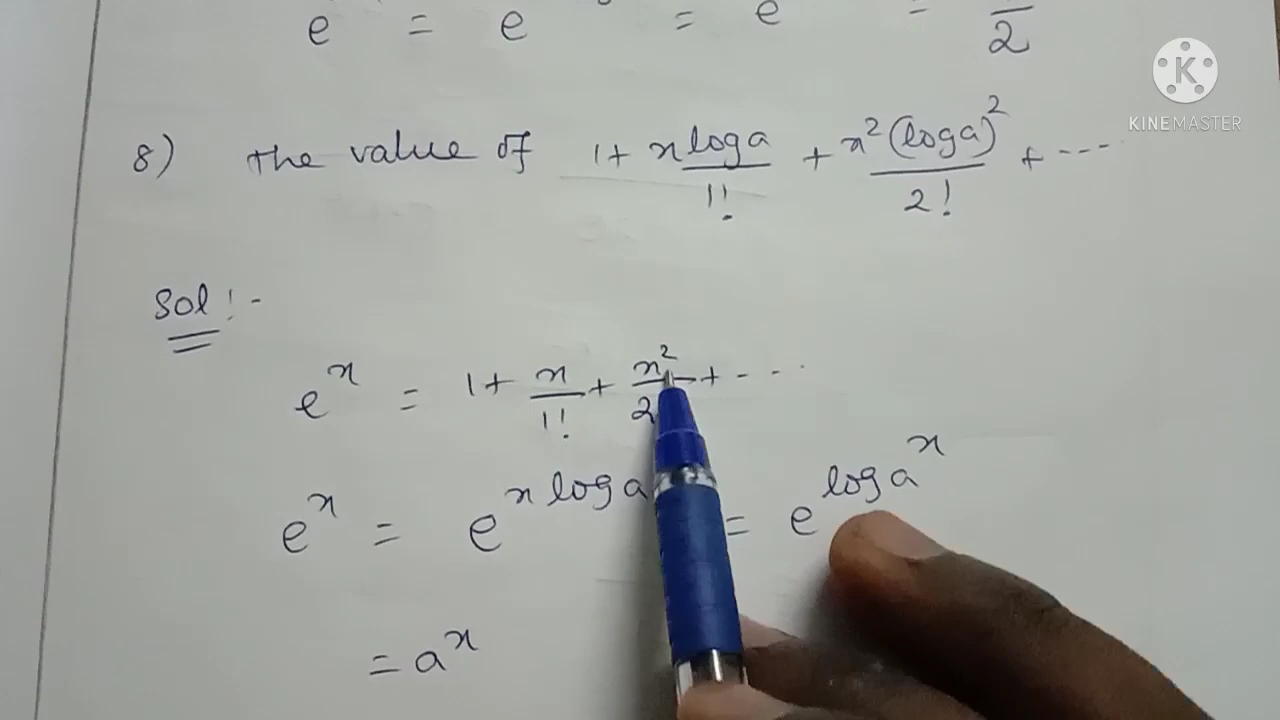 e = e = e = 2
8) The value of 1 + x log a / 1! + x² (log a)² / 2! + ---
Sol :-
eˣ = 1 + x / 1! + x² / 2 + - - -
eˣ = e^(x log a) = e^(log aˣ)
= aˣ
KINEMASTER